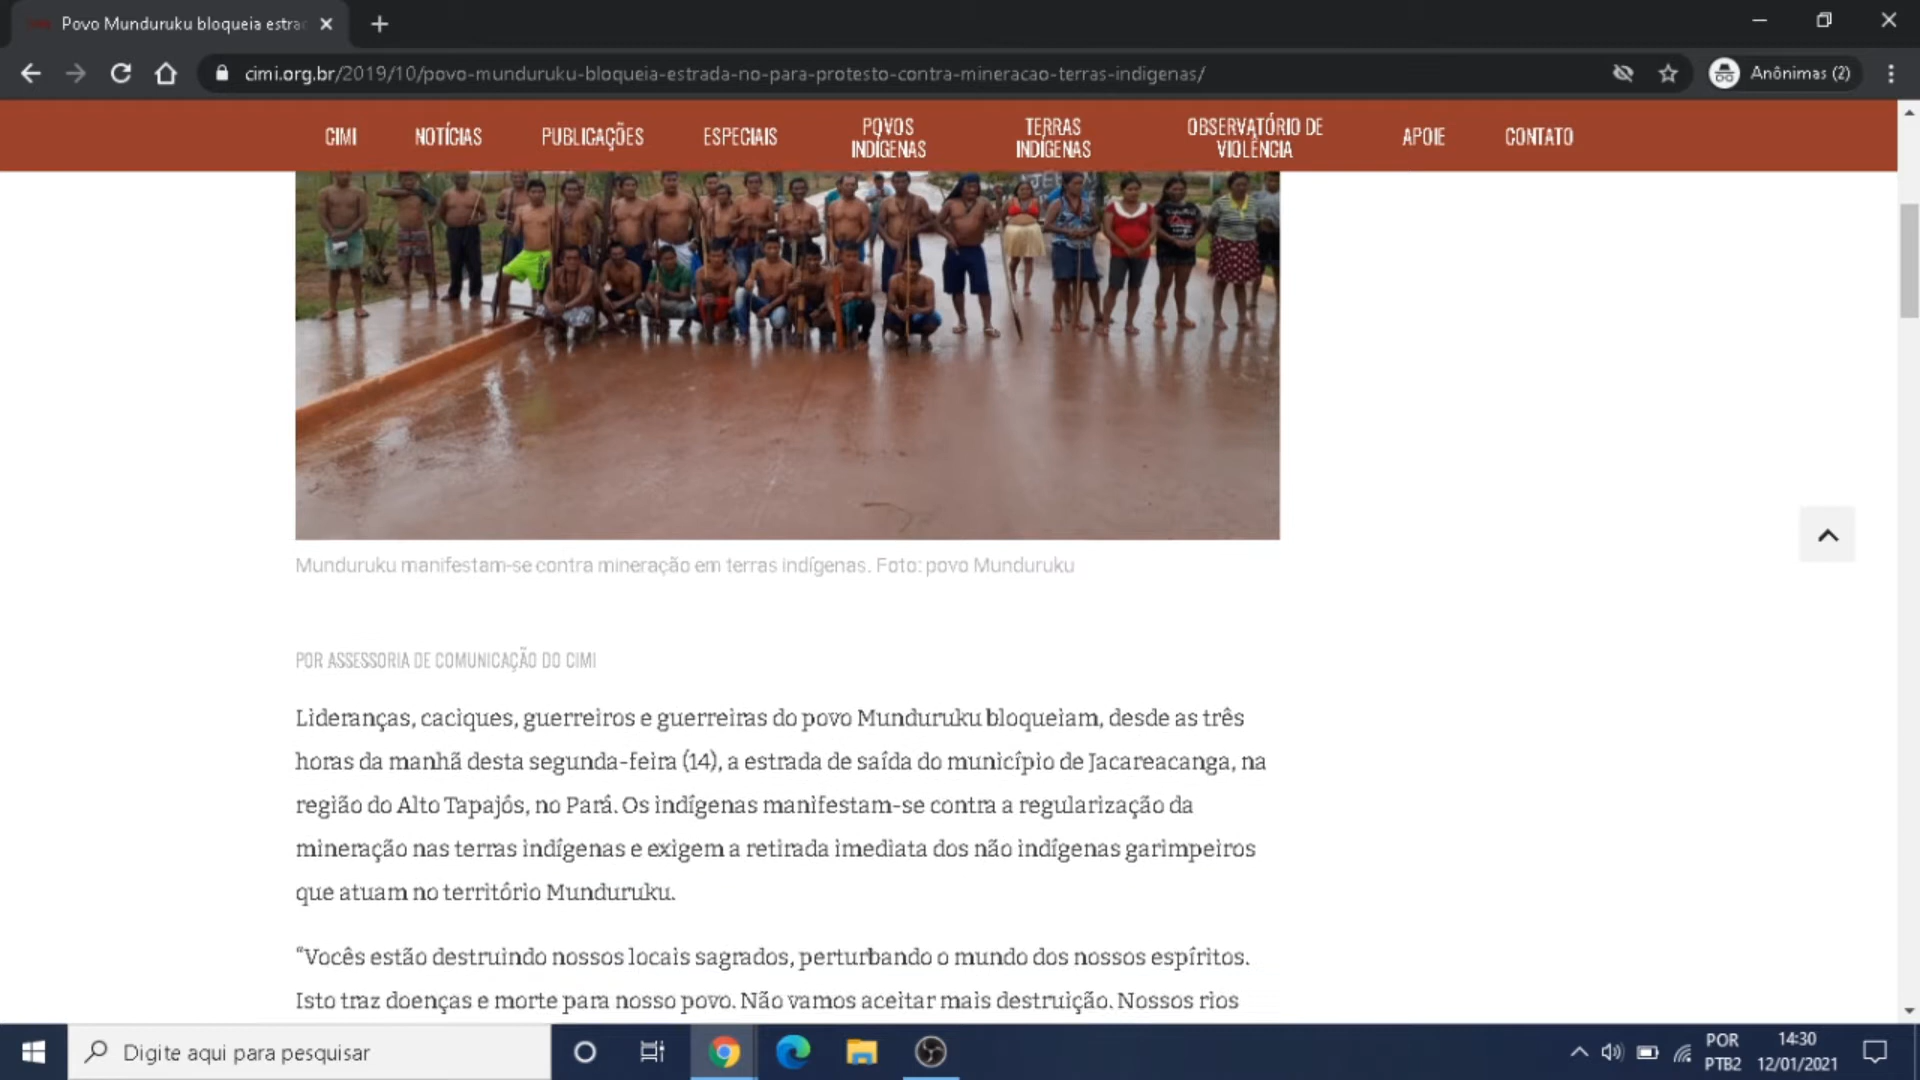 Povo Munduruku bloqueia estra
cimi.org.br/2019/10/povo-munduruku-bloqueia-estrada-no-para-protesto-contra-mineracao-terras-indigenas/
Anônimas (2)
CIMI
NOTÍCIAS
PUBLICAÇÕES
ESPECIAIS
POVOS
INDÍGENAS
TERRAS
INDÍGENAS
OBSERVATÓRIO DE
VIOLÊNCIA
APOIE
CONTATO
Munduruku manifestam-se contra mineração em terras indígenas. Foto: povo Munduruku
POR ASSESSORIA DE COMUNICAÇÃO DO CIMI
Lideranças, caciques, guerreiros e guerreiras do povo Munduruku bloqueiam, desde as três
horas da manhã desta segunda-feira (14), a estrada de saída do município de Jacareacanga, na
região do Alto Tapajós, no Pará. Os indígenas manifestam-se contra a regularização da
mineração nas terras indígenas e exigem a retirada imediata dos não indígenas garimpeiros
que atuam no território Munduruku.
“Vocês estão destruindo nossos locais sagrados, perturbando o mundo dos nossos espíritos.
Isto traz doenças e morte para nosso povo. Não vamos aceitar mais destruição. Nossos rios
Digite aqui para pesquisar
POR
PTB2
14:30
12/01/2021